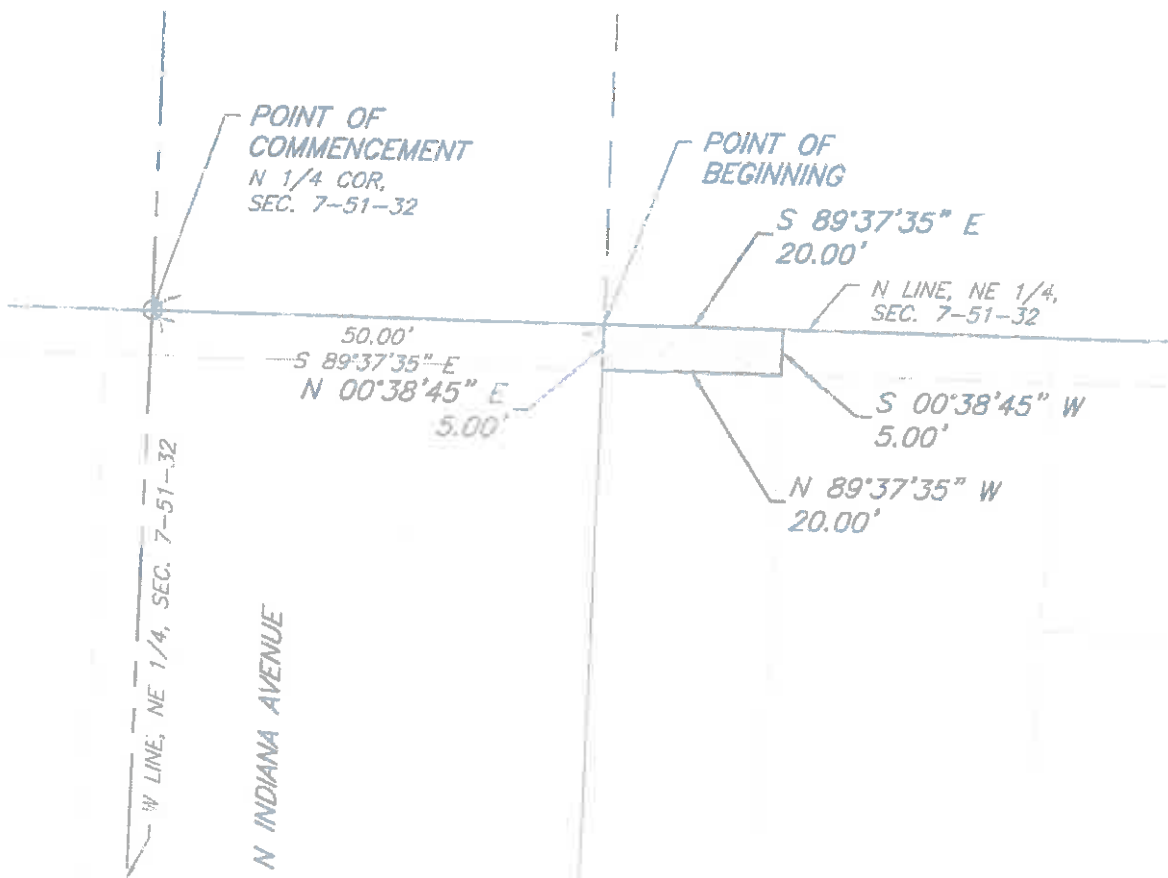 POINT OF
COMMENCEMENT
N 1/4 COR,
SEC. 7-51-32
POINT OF
BEGINNING
S 89°37'35" E
20.00'
N LINE, NE 1/4,
SEC. 7-51-32
50.00'
S 89°37'35" E
N 00°38'45" E
5.00'
S 00°38'45" W
5.00'
N 89°37'35" W
20.00'
W LINE, NE 1/4, SEC. 7-51-32
N INDIANA AVENUE